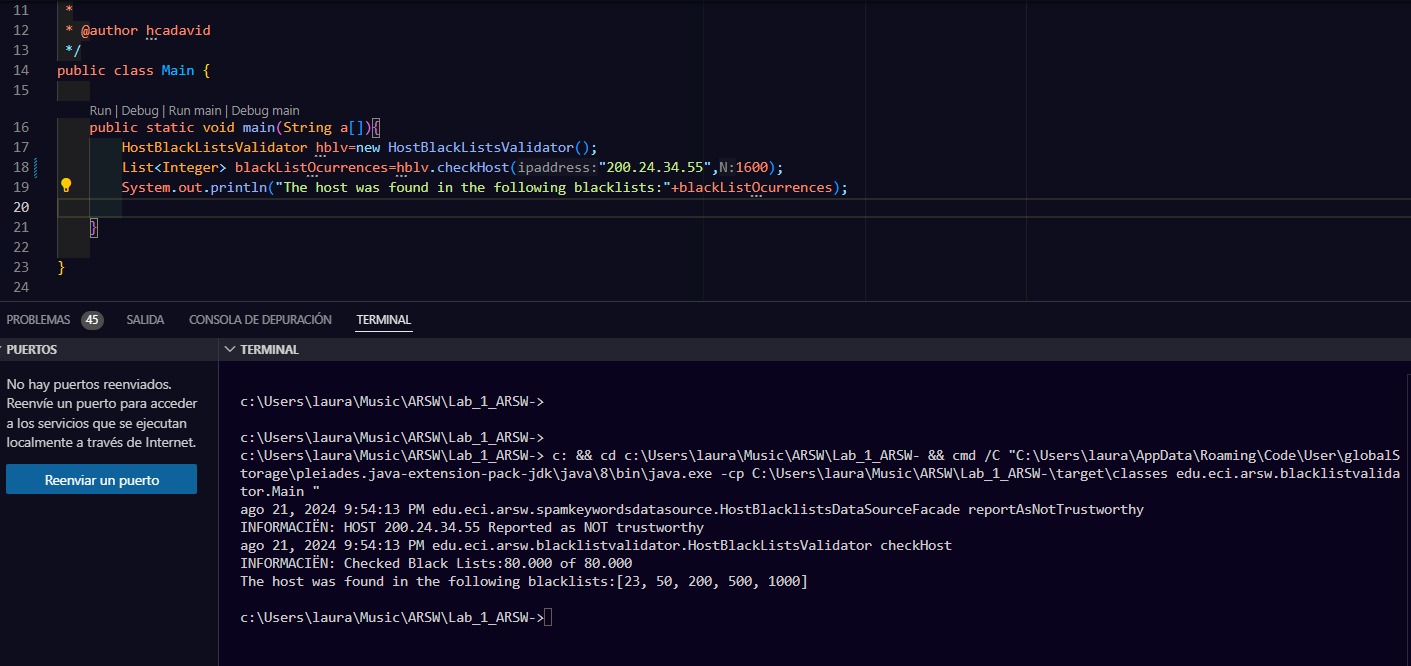 11 *
12 * @author hcadavid
13 */
14 public class Main {
15
Run | Debug | Run main | Debug main
16 public static void main(String a[]){
17 HostBlackListsValidator hblv=new HostBlackListsValidator();
18 List<Integer> blackListOcurrences=hblv.checkHost(ipaddress:"200.24.34.55",N:1600);
19 System.out.println("The host was found in the following blacklists:"+blackListOcurrences);
20
21 }
22
23 }
24
PROBLEMAS 45 SALIDA CONSOLA DE DEPURACIÓN TERMINAL
PUERTOS
No hay puertos reenviados.
Reenvíe un puerto para acceder
a los servicios que se ejecutan
localmente a través de Internet.
Reenviar un puerto
TERMINAL
c:\Users\laura\Music\ARSW\Lab_1_ARSW->
c:\Users\laura\Music\ARSW\Lab_1_ARSW->
c:\Users\laura\Music\ARSW\Lab_1_ARSW-> c: && cd c:\Users\laura\Music\ARSW\Lab_1_ARSW- && cmd /C "C:\Users\laura\AppData\Roaming\Code\User\globalS
torage\pleiades.java-extension-pack-jdk\java\8\bin\java.exe -cp C:\Users\laura\Music\ARSW\Lab_1_ARSW-\target\classes edu.eci.arsw.blacklistvalida
tor.Main "
ago 21, 2024 9:54:13 PM edu.eci.arsw.spamkeywordsdatasource.HostBlacklistsDataSourceFacade reportAsNotTrustworthy
INFORMACIËN: HOST 200.24.34.55 Reported as NOT trustworthy
ago 21, 2024 9:54:13 PM edu.eci.arsw.blacklistvalidator.HostBlackListsValidator checkHost
INFORMACIËN: Checked Black Lists:80.000 of 80.000
The host was found in the following blacklists:[23, 50, 200, 500, 1000]
c:\Users\laura\Music\ARSW\Lab_1_ARSW->